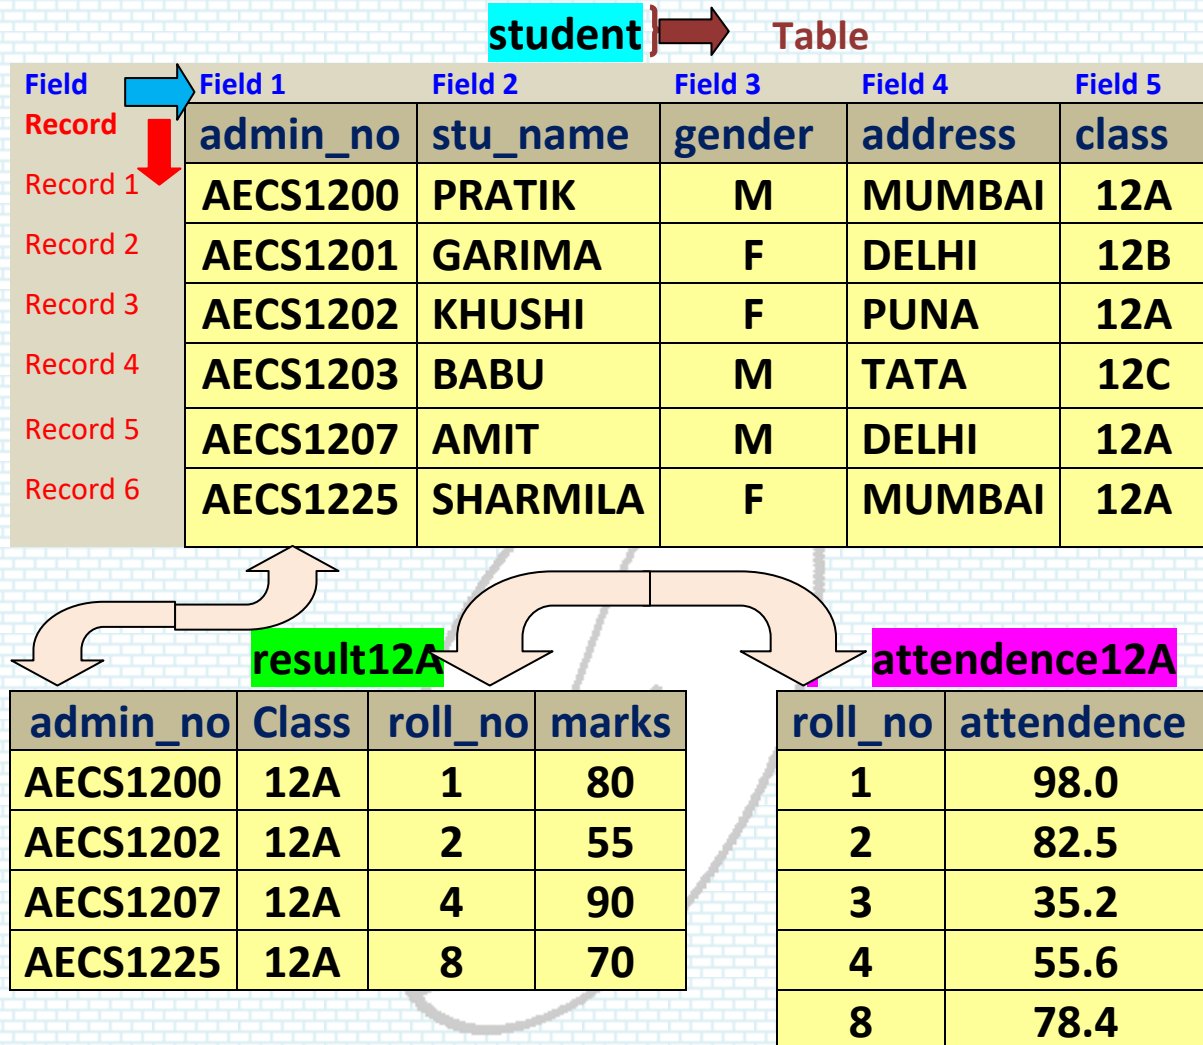 student Table
Field Field 1 Field 2 Field 3 Field 4 Field 5
Record admin_no stu_name gender address class
Record 1 AECS1200 PRATIK M MUMBAI 12A
Record 2 AECS1201 GARIMA F DELHI 12B
Record 3 AECS1202 KHUSHI F PUNA 12A
Record 4 AECS1203 BABU M TATA 12C
Record 5 AECS1207 AMIT M DELHI 12A
Record 6 AECS1225 SHARMILA F MUMBAI 12A
result12A
admin_no Class roll_no marks
AECS1200 12A 1 80
AECS1202 12A 2 55
AECS1207 12A 4 90
AECS1225 12A 8 70
attendence12A
roll_no attendence
1 98.0
2 82.5
3 35.2
4 55.6
8 78.4